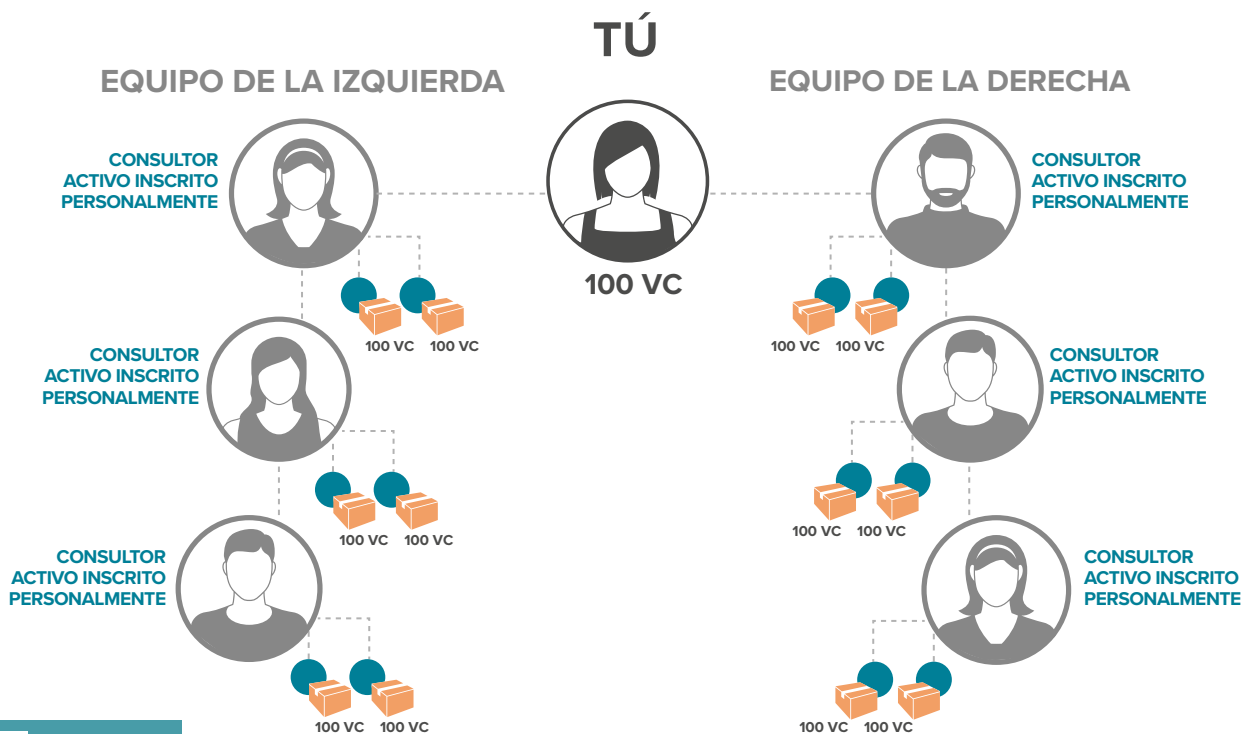 TÚ
EQUIPO DE LA IZQUIERDA
EQUIPO DE LA DERECHA
CONSULTOR
ACTIVO INSCRITO
PERSONALMENTE
CONSULTOR
ACTIVO INSCRITO
PERSONALMENTE
100 VC
100 VC 100 VC
100 VC 100 VC
CONSULTOR
ACTIVO INSCRITO
PERSONALMENTE
CONSULTOR
ACTIVO INSCRITO
PERSONALMENTE
100 VC 100 VC
100 VC 100 VC
CONSULTOR
ACTIVO INSCRITO
PERSONALMENTE
CONSULTOR
ACTIVO INSCRITO
PERSONALMENTE
100 VC 100 VC
100 VC 100 VC